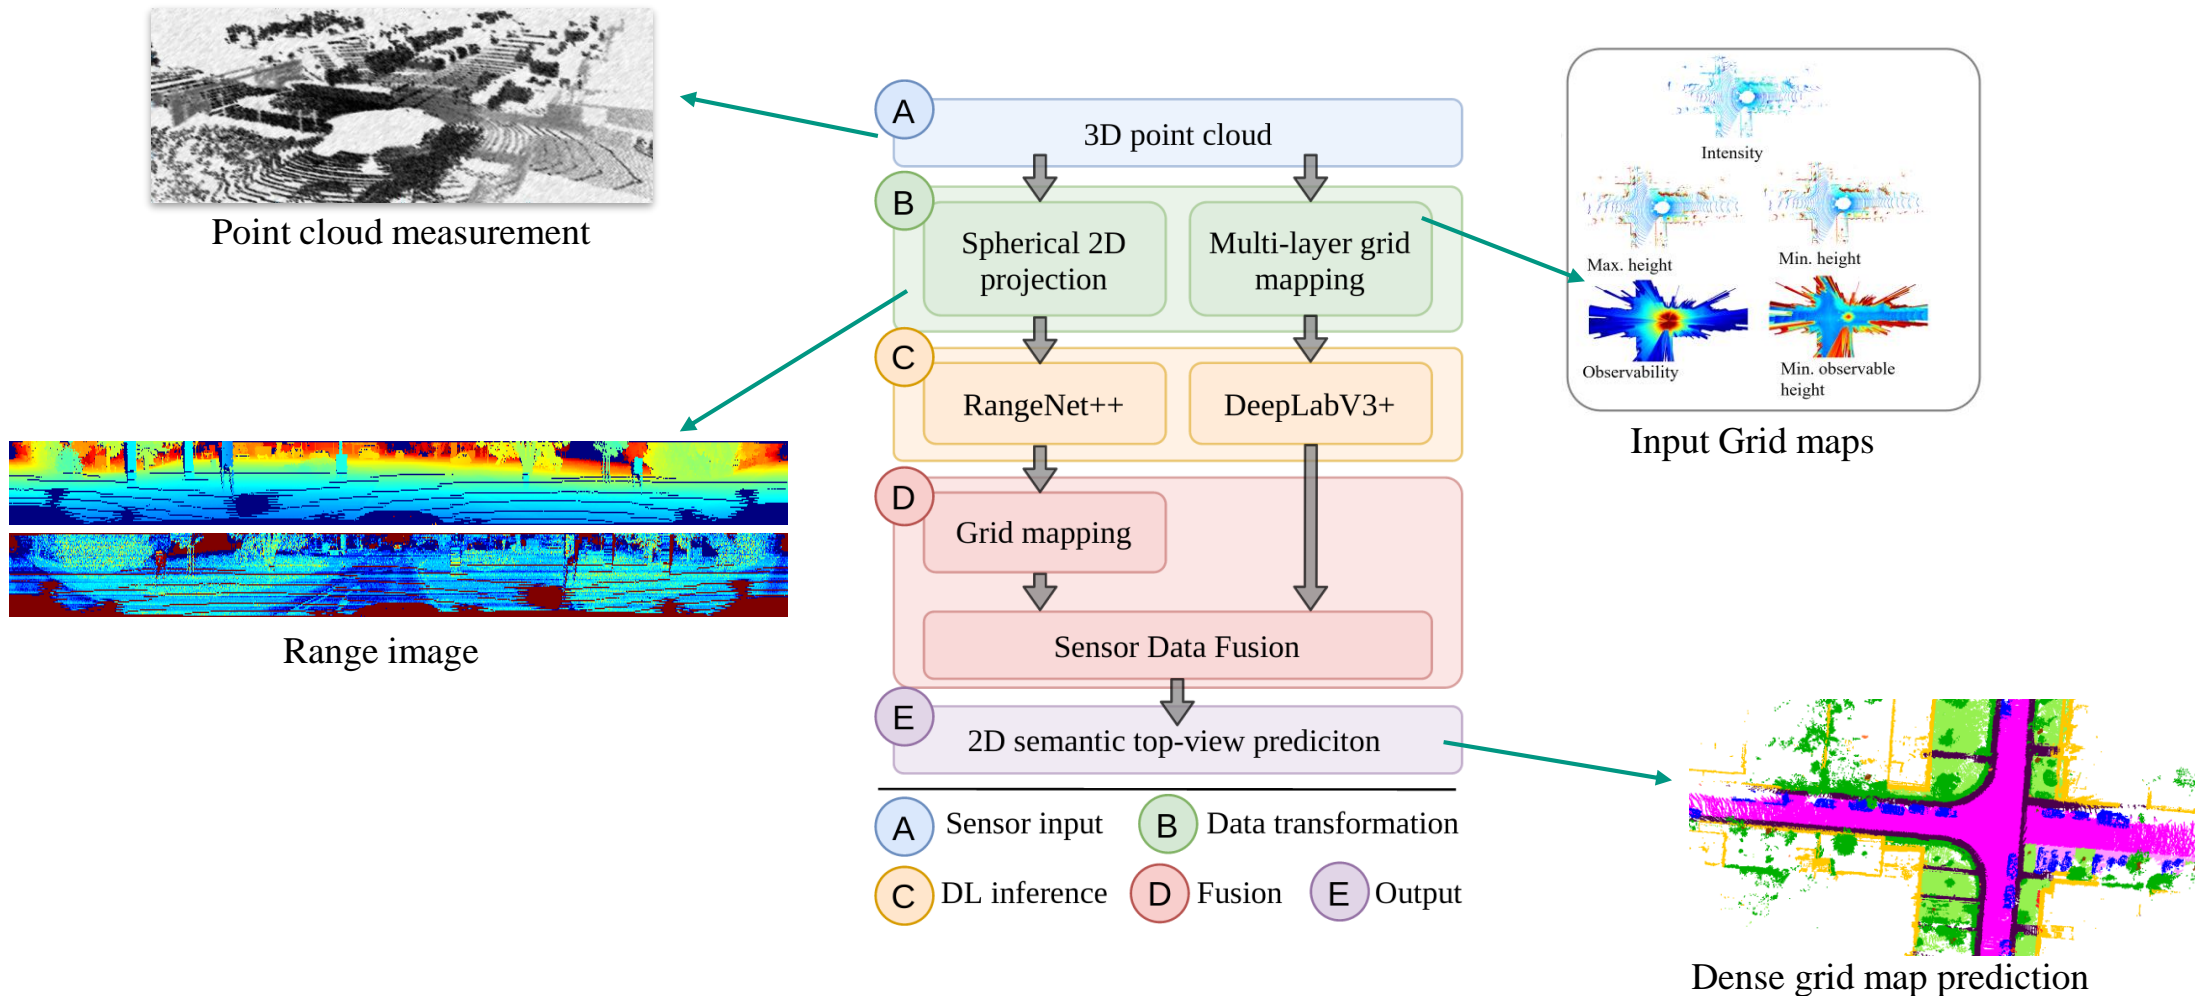 Point cloud measurement
Range image
A
3D point cloud
B
Spherical 2D
projection
Multi-layer grid
mapping
C
RangeNet++
DeepLabV3+
D
Grid mapping
Sensor Data Fusion
E
2D semantic top-view prediciton
A Sensor input
B Data transformation
C DL inference
D Fusion
E Output
Intensity
Max. height
Min. height
Observability
Min. observable
height
Input Grid maps
Dense grid map prediction